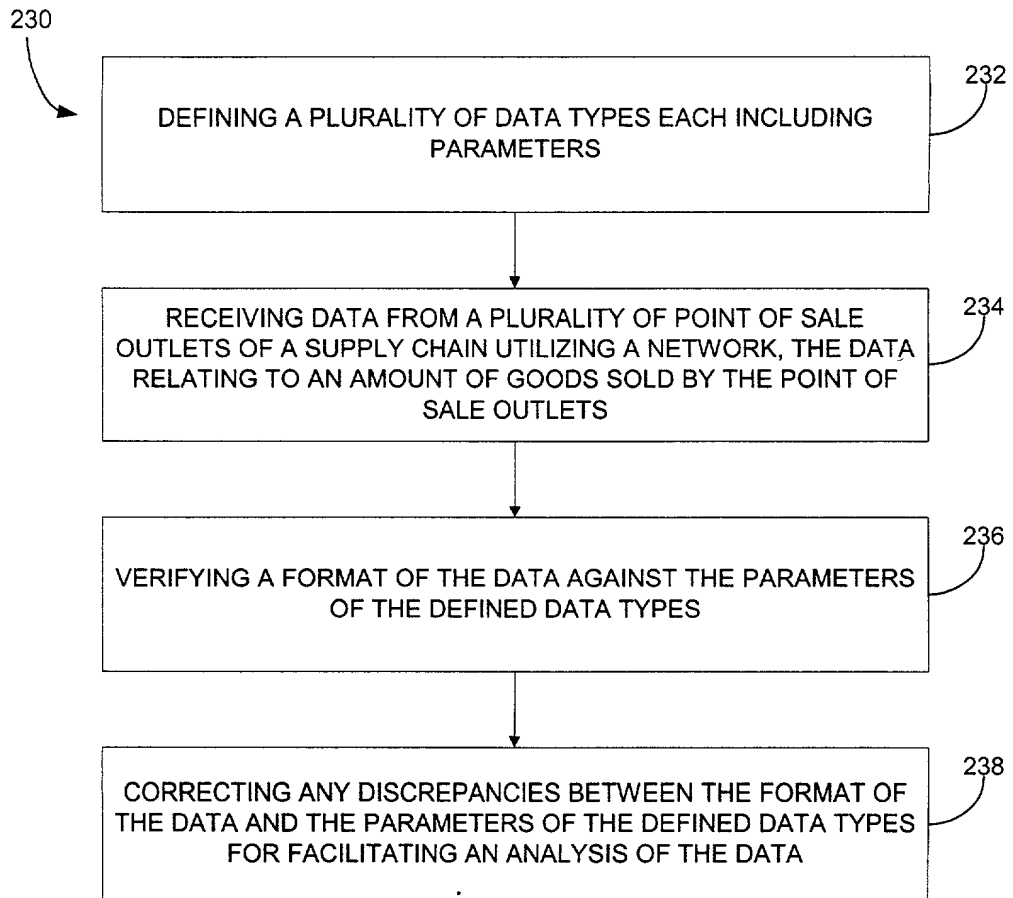 230
232
DEFINING A PLURALITY OF DATA TYPES EACH INCLUDING
PARAMETERS
234
RECEIVING DATA FROM A PLURALITY OF POINT OF SALE
OUTLETS OF A SUPPLY CHAIN UTILIZING A NETWORK, THE DATA
RELATING TO AN AMOUNT OF GOODS SOLD BY THE POINT OF
SALE OUTLETS
236
VERIFYING A FORMAT OF THE DATA AGAINST THE PARAMETERS
OF THE DEFINED DATA TYPES
238
CORRECTING ANY DISCREPANCIES BETWEEN THE FORMAT OF
THE DATA AND THE PARAMETERS OF THE DEFINED DATA TYPES
FOR FACILITATING AN ANALYSIS OF THE DATA